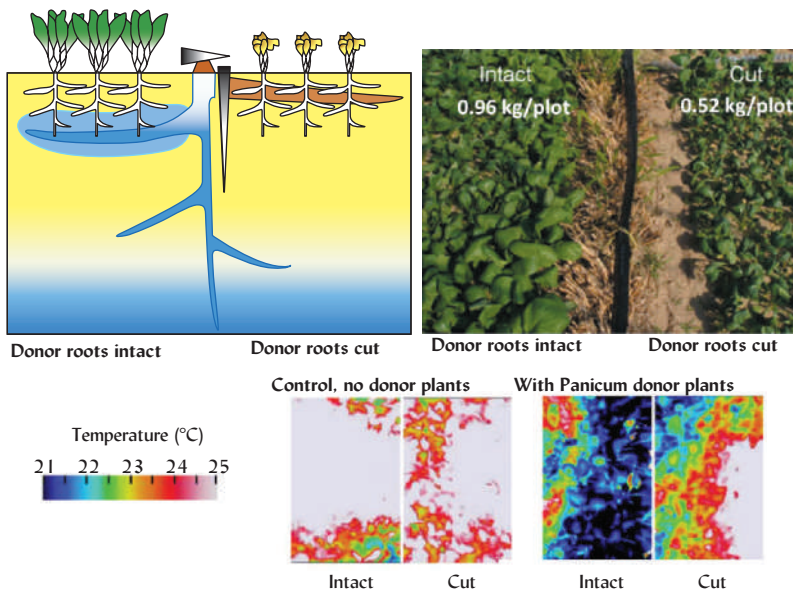 Intact
Cut
0.96 kg/plot
0.52 kg/plot
Donor roots intact
Donor roots cut
Donor roots intact
Donor roots cut
Control, no donor plants
With Panicum donor plants
Temperature (°C)
21 22 23 24 25
Intact
Cut
Intact
Cut